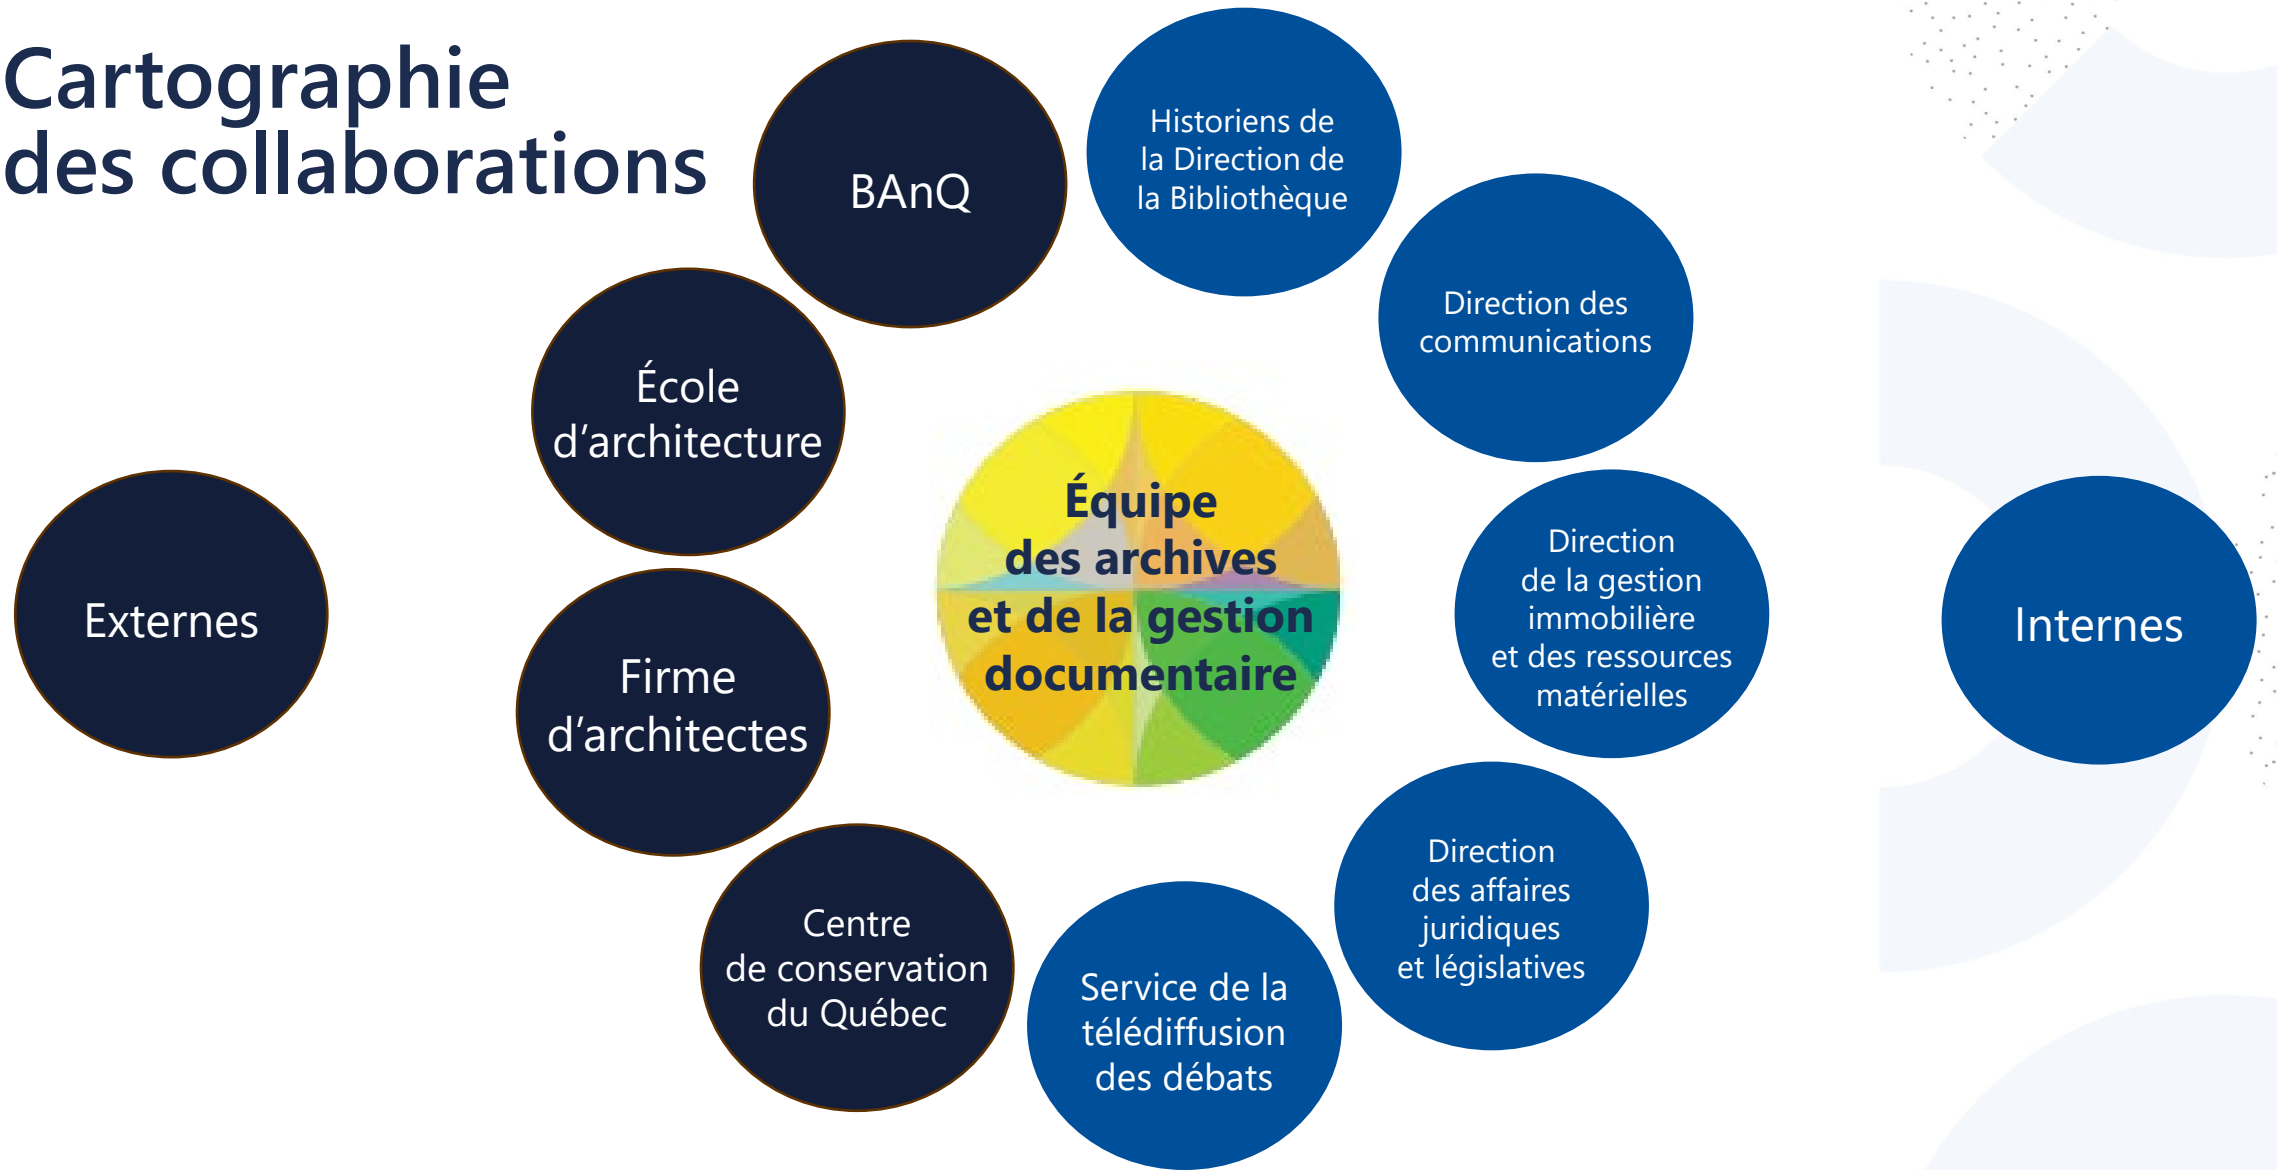 Cartographie
des collaborations
BAnQ
Historiens de
la Direction de
la Bibliothèque
Direction des
communications
École
d’architecture
Équipe
des archives
et de la gestion
documentaire
Direction
de la gestion
immobilière
et des ressources
matérielles
Externes
Internes
Firme
d’architectes
Direction
des affaires
juridiques
et législatives
Centre
de conservation
du Québec
Service de la
télédiffusion
des débats